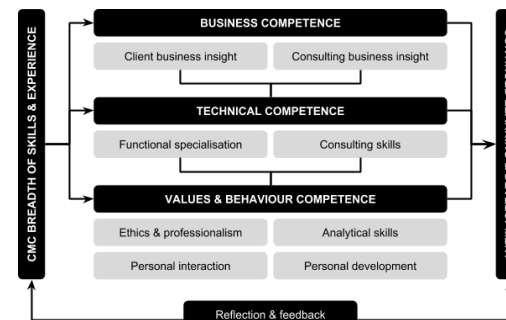 BUSINESS COMPETENCE
Client business insight
Consulting business insight
TECHNICAL COMPETENCE
Functional specialisation
Consulting skills
VALUES & BEHAVIOUR COMPETENCE
Ethics & professionalism
Analytical skills
Personal interaction
Personal development
CMC BREADTH OF SKILLS & EXPERIENCE
Reflection & feedback